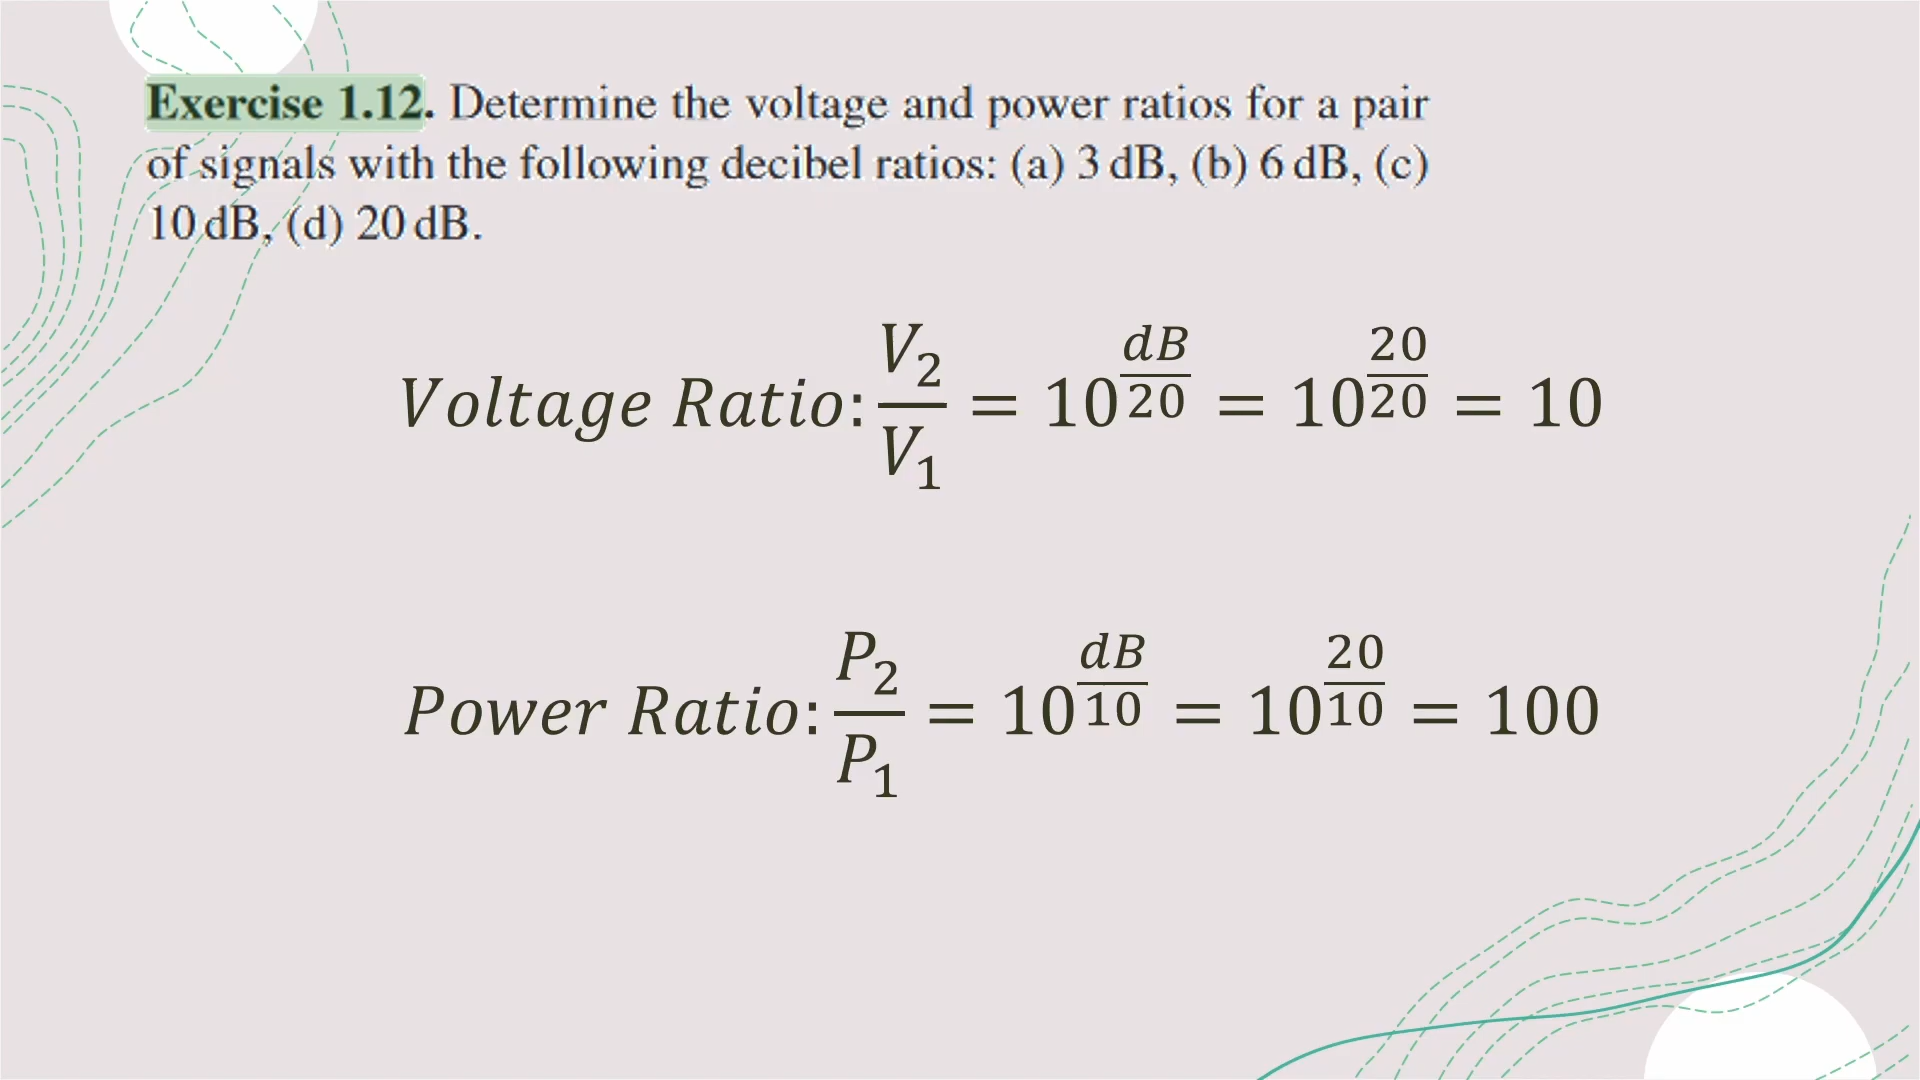 Exercise 1.12. Determine the voltage and power ratios for a pair
of signals with the following decibel ratios: (a) 3 dB, (b) 6 dB, (c)
10 dB, (d) 20 dB.
Voltage Ratio: V₂/V₁ = 10^(dB/20) = 10^(20/20) = 10
Power Ratio: P₂/P₁ = 10^(dB/10) = 10^(20/10) = 100